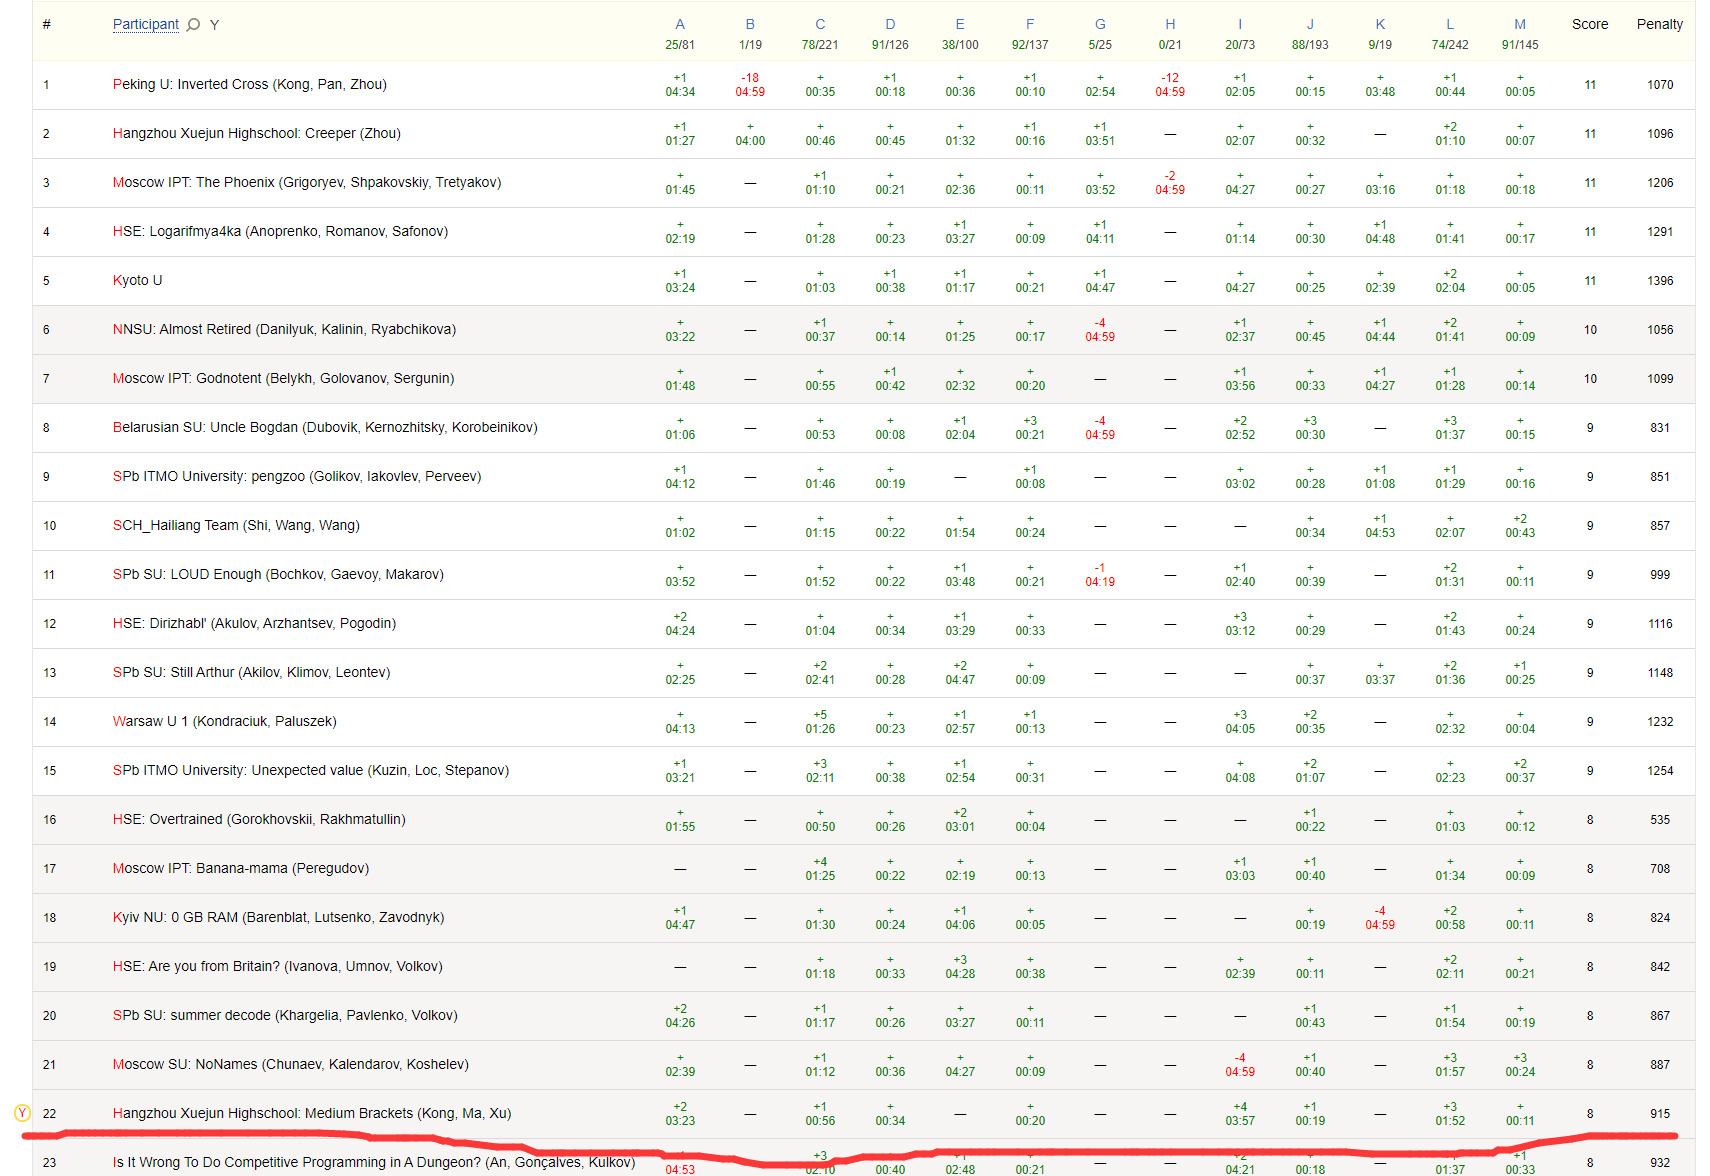 # Participant Y A B C D E F G H I J K L M Score Penalty
25/81 1/19 78/221 91/126 38/100 92/137 5/25 0/21 20/73 88/193 9/19 74/242 91/145
1 Peking U: Inverted Cross (Kong, Pan, Zhou) +1 -18 + +1 + +1 + -12 +1 + + +1 + 11 1070
04:34 04:59 00:35 00:18 00:36 00:10 02:54 04:59 02:05 00:15 03:48 00:44 00:05
2 Hangzhou Xuejun Highschool: Creeper (Zhou) +1 + + + + +1 +1 — + + — +2 + 11 1096
01:27 04:00 00:46 00:45 01:32 00:16 03:51 02:07 00:32 01:10 00:07
3 Moscow IPT: The Phoenix (Grigoryev, Shpakovskiy, Tretyakov) + — +1 + + + + -2 + + + + + 11 1206
01:45 01:10 00:21 02:36 00:11 03:52 04:59 04:27 00:27 03:16 01:18 00:18
4 HSE: Logarifmya4ka (Anoprenko, Romanov, Safonov) + — + + +1 + +1 — + + + + + 11 1291
02:19 01:28 00:23 03:27 00:09 04:11 01:14 00:30 04:48 01:41 00:17
5 Kyoto U +1 — + +1 +1 + +1 — + + + +2 + 11 1396
03:24 01:03 00:38 01:17 00:21 04:47 04:27 00:25 02:39 02:04 00:05
6 NNSU: Almost Retired (Danilyuk, Kalinin, Ryabchikova) + — +1 + + + -4 — +1 + +1 +2 + 10 1056
03:22 00:37 00:14 01:25 00:17 04:59 02:37 00:45 04:44 01:41 00:09
7 Moscow IPT: Godnotent (Belykh, Golovanov, Sergunin) + — + +1 + + — — +1 + + +1 + 10 1099
01:48 00:55 00:42 02:32 00:20 03:56 00:33 04:27 01:28 00:14
8 Belarusian SU: Uncle Bogdan (Dubovik, Kernozhitsky, Korobeinikov) + — + + +1 +3 -4 — +2 +3 — +3 + 9 831
01:06 00:53 00:08 02:04 00:21 04:59 02:52 00:30 01:37 00:15
9 SPb ITMO University: pengzoo (Golikov, Iakovlev, Perveev) +1 — + + — +1 — — + + +1 +1 + 9 851
04:12 01:46 00:19 00:08 03:02 00:28 01:08 01:29 00:16
10 SCH_Hailiang Team (Shi, Wang, Wang) + — + + + + — — — + +1 + +2 9 857
01:02 01:15 00:22 01:54 00:24 00:34 04:53 02:07 00:43
11 SPb SU: LOUD Enough (Bochkov, Gaevoy, Makarov) + — + + +1 + -1 — +1 + — +2 + 9 999
03:52 01:52 00:22 03:48 00:21 04:19 02:40 00:39 01:31 00:11
12 HSE: Dirizhabl' (Akulov, Arzhantsev, Pogodin) +2 — + + +1 + — — +3 + — +2 + 9 1116
04:24 01:04 00:34 03:29 00:33 03:12 00:29 01:43 00:24
13 SPb SU: Still Arthur (Akilov, Klimov, Leontev) + — +2 + +2 + — — — + + +2 +1 9 1148
02:25 02:41 00:28 04:47 00:09 00:37 03:37 01:36 00:25
14 Warsaw U 1 (Kondraciuk, Paluszek) + — +5 + +1 +1 — — +3 +2 — + + 9 1232
04:13 01:26 00:23 02:57 00:13 04:05 00:35 02:32 00:04
15 SPb ITMO University: Unexpected value (Kuzin, Loc, Stepanov) +1 — +3 + +1 + — — + +2 — + +2 9 1254
03:21 02:11 00:38 02:54 00:31 04:08 01:07 02:23 00:37
16 HSE: Overtrained (Gorokhovskii, Rakhmatullin) + — + + +2 + — — — +1 — + + 8 535
01:55 00:50 00:26 03:01 00:04 00:22 01:03 00:12
17 Moscow IPT: Banana-mama (Peregudov) — — +4 + + + — — +1 +1 — + + 8 708
01:25 00:22 02:19 00:13 03:03 00:40 01:34 00:09
18 Kyiv NU: 0 GB RAM (Barenblat, Lutsenko, Zavodnyk) +1 — + + +1 + — — — + -4 +2 + 8 824
04:47 01:30 00:24 04:06 00:05 00:19 04:59 00:58 00:11
19 HSE: Are you from Britain? (Ivanova, Umnov, Volkov) — — + + +3 + — — + + — +2 + 8 842
01:18 00:33 04:28 00:38 02:39 00:11 02:11 00:21
20 SPb SU: summer decode (Khargelia, Pavlenko, Volkov) +2 — +1 + + + — — — +1 — +1 + 8 867
04:26 01:17 00:26 03:27 00:11 00:43 01:54 00:19
21 Moscow SU: NoNames (Chunaev, Kalendarov, Koshelev) + — +1 + + + — — -4 +1 — +3 +3 8 887
02:39 01:12 00:36 04:27 00:09 04:59 00:40 01:57 00:24
Y 22 Hangzhou Xuejun Highschool: Medium Brackets (Kong, Ma, Xu) +2 — +1 + — + — — +4 +1 — +3 + 8 915
03:23 00:56 00:34 00:20 03:57 00:19 01:52 00:11
23 Is It Wrong To Do Competitive Programming in A Dungeon? (An, Gonçalves, Kulkov) — +3 — — — 8 932
04:53 02:10 00:40 02:48 00:21 04:21 00:18 01:37 00:33